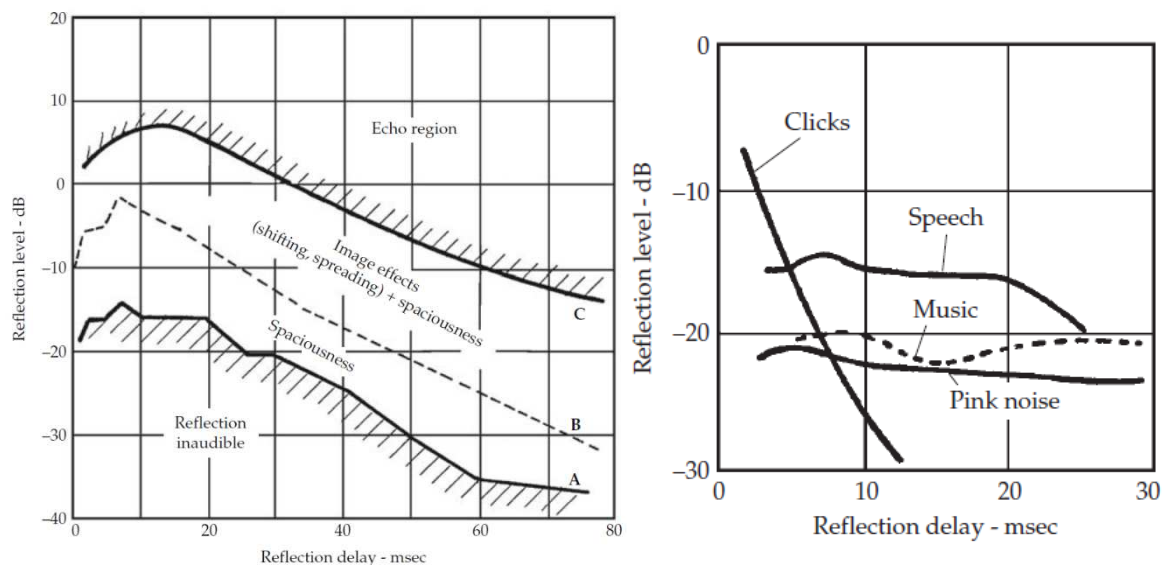 20
10
0
−10
−20
−30
−40
Reflection level - dB
Echo region
Image effects
(shifting, spreading) + spaciousness
Spaciousness
Reflection
inaudible
C
B
A
0
20
40
60
80
Reflection delay - msec
0
−10
−20
−30
Reflection level - dB
Clicks
Speech
Music
Pink noise
0
10
20
30
Reflection delay - msec